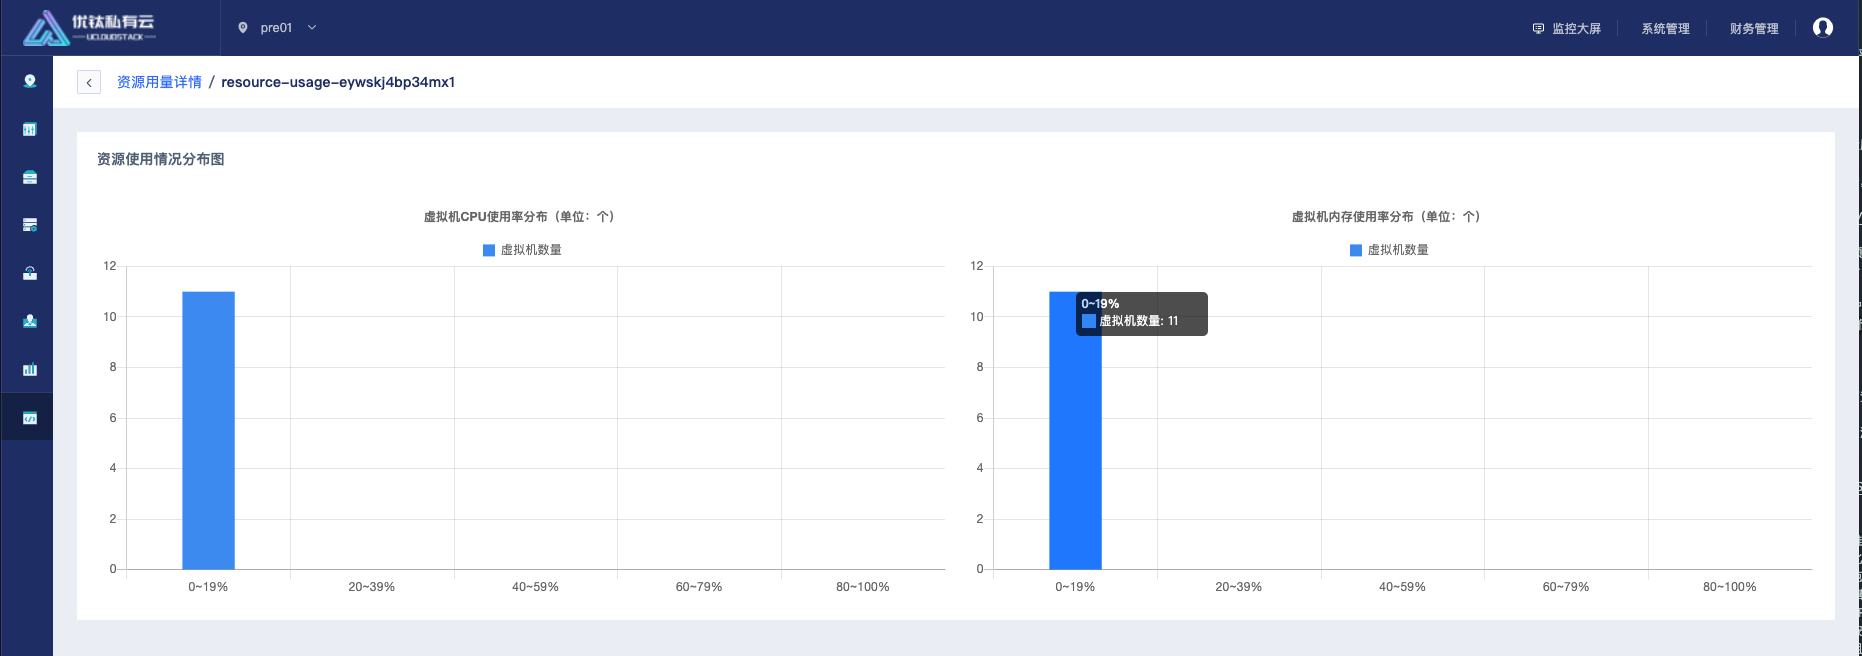 优钛私有云
UCLOUDSTACK
pre01
监控大屏
系统管理
财务管理
资源用量详情 / resource-usage-eywskj4bp34mx1
资源使用情况分布图
虚拟机CPU使用率分布（单位：个）
虚拟机数量
12
10
8
6
4
2
0
0~19%
20~39%
40~59%
60~79%
80~100%
虚拟机内存使用率分布（单位：个）
虚拟机数量
12
10
8
6
4
2
0
0~19%
虚拟机数量: 11
0~19%
20~39%
40~59%
60~79%
80~100%